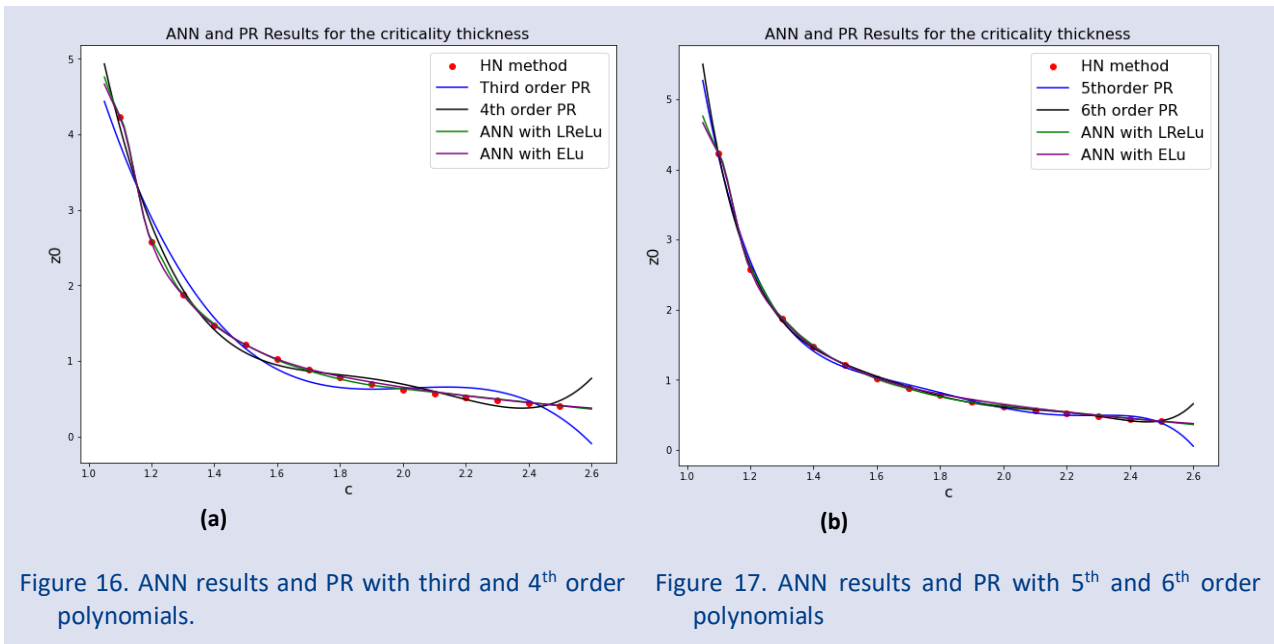 ANN and PR Results for the criticality thickness
HN method
Third order PR
4th order PR
ANN with LReLu
ANN with ELu
5
4
3
2
1
0
z0
1.0 1.2 1.4 1.6 1.8 2.0 2.2 2.4 2.6
c
(a)
Figure 16. ANN results and PR with third and 4th order
polynomials.
ANN and PR Results for the criticality thickness
HN method
5thorder PR
6th order PR
ANN with LReLu
ANN with ELu
5
4
3
2
1
0
z0
1.0 1.2 1.4 1.6 1.8 2.0 2.2 2.4 2.6
c
(b)
Figure 17. ANN results and PR with 5th and 6th order
polynomials